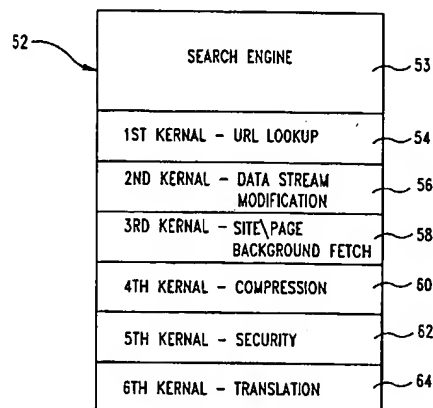 52
SEARCH ENGINE
53
1ST KERNAL - URL LOOKUP
54
2ND KERNAL - DATA STREAM
MODIFICATION
56
3RD KERNAL - SITE\PAGE
BACKGROUND FETCH
58
4TH KERNAL - COMPRESSION
60
5TH KERNAL - SECURITY
62
6TH KERNAL - TRANSLATION
64